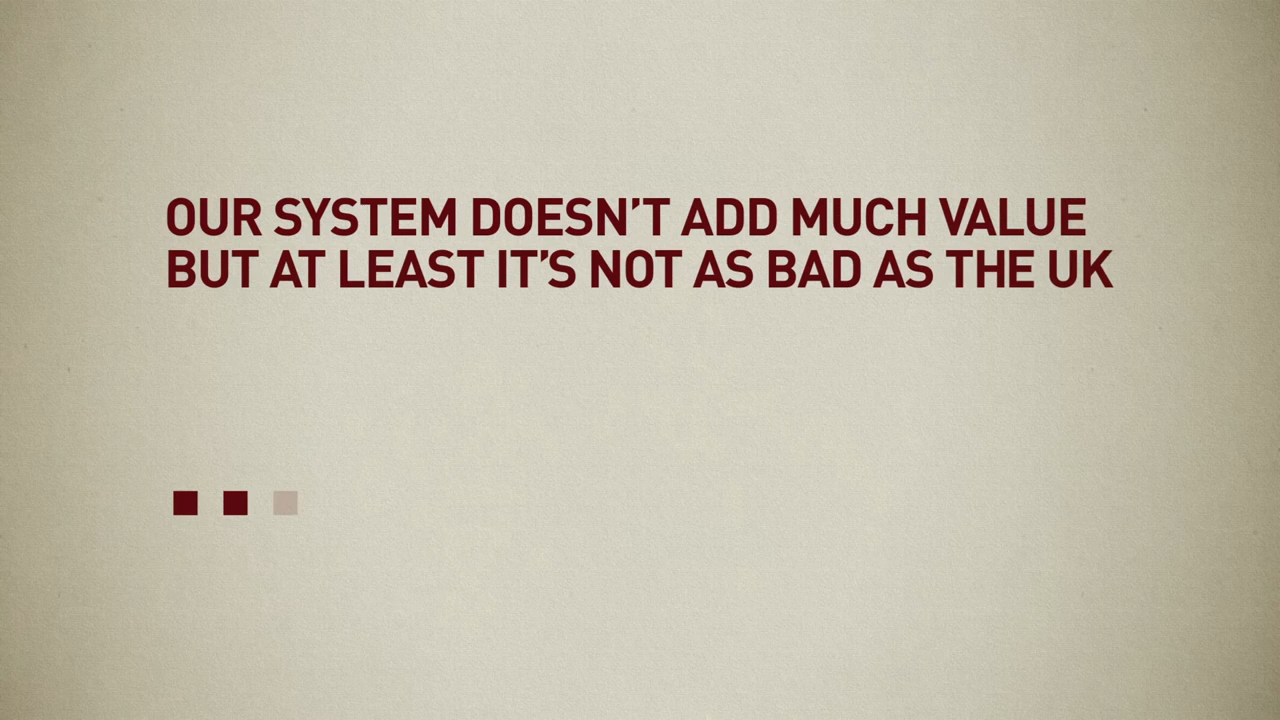 OUR SYSTEM DOESN’T ADD MUCH VALUE
BUT AT LEAST IT’S NOT AS BAD AS THE UK